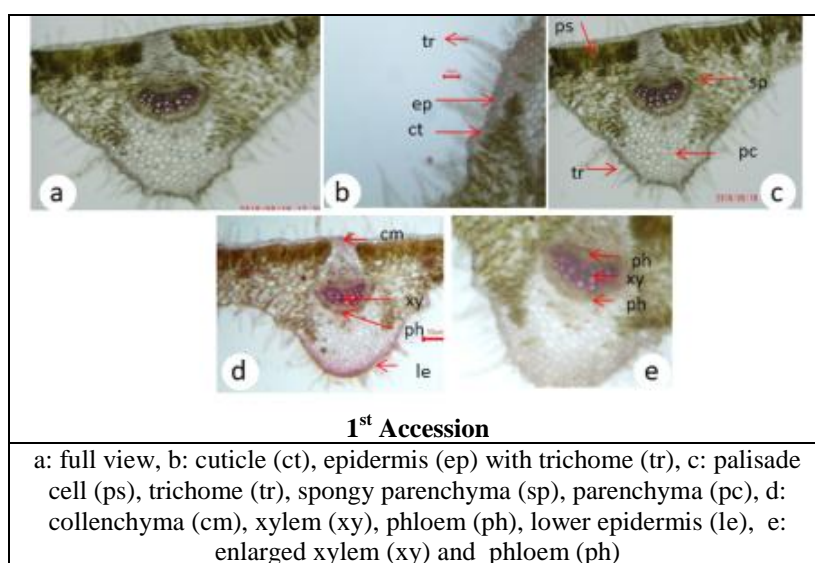 a
tr
ep
ct
b
ps
sp
pc
tr
c
cm
xy
ph
le
d
ph
xy
ph
e
1st Accession
a: full view, b: cuticle (ct), epidermis (ep) with trichome (tr), c: palisade
cell (ps), trichome (tr), spongy parenchyma (sp), parenchyma (pc), d:
collenchyma (cm), xylem (xy), phloem (ph), lower epidermis (le), e:
enlarged xylem (xy) and phloem (ph)